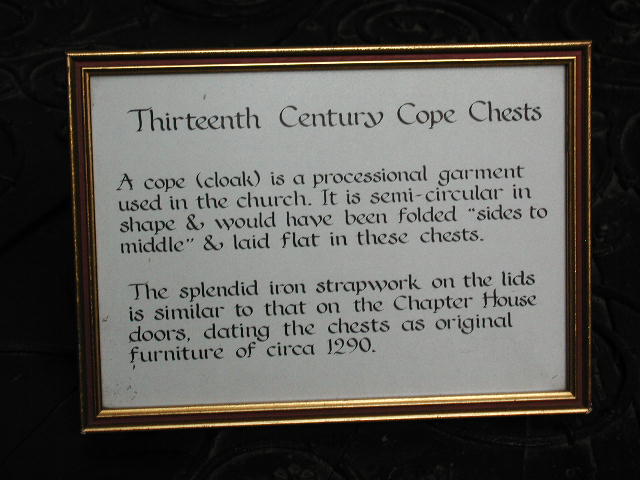 Thirteenth Century Cope Chests
A cope (cloak) is a processional garment
used in the church. It is semi-circular in
shape & would have been folded "sides to
middle" & laid flat in these chests.
The splendid iron strapwork on the lids
is similar to that on the Chapter House
doors, dating the chests as original
furniture of circa 1290.